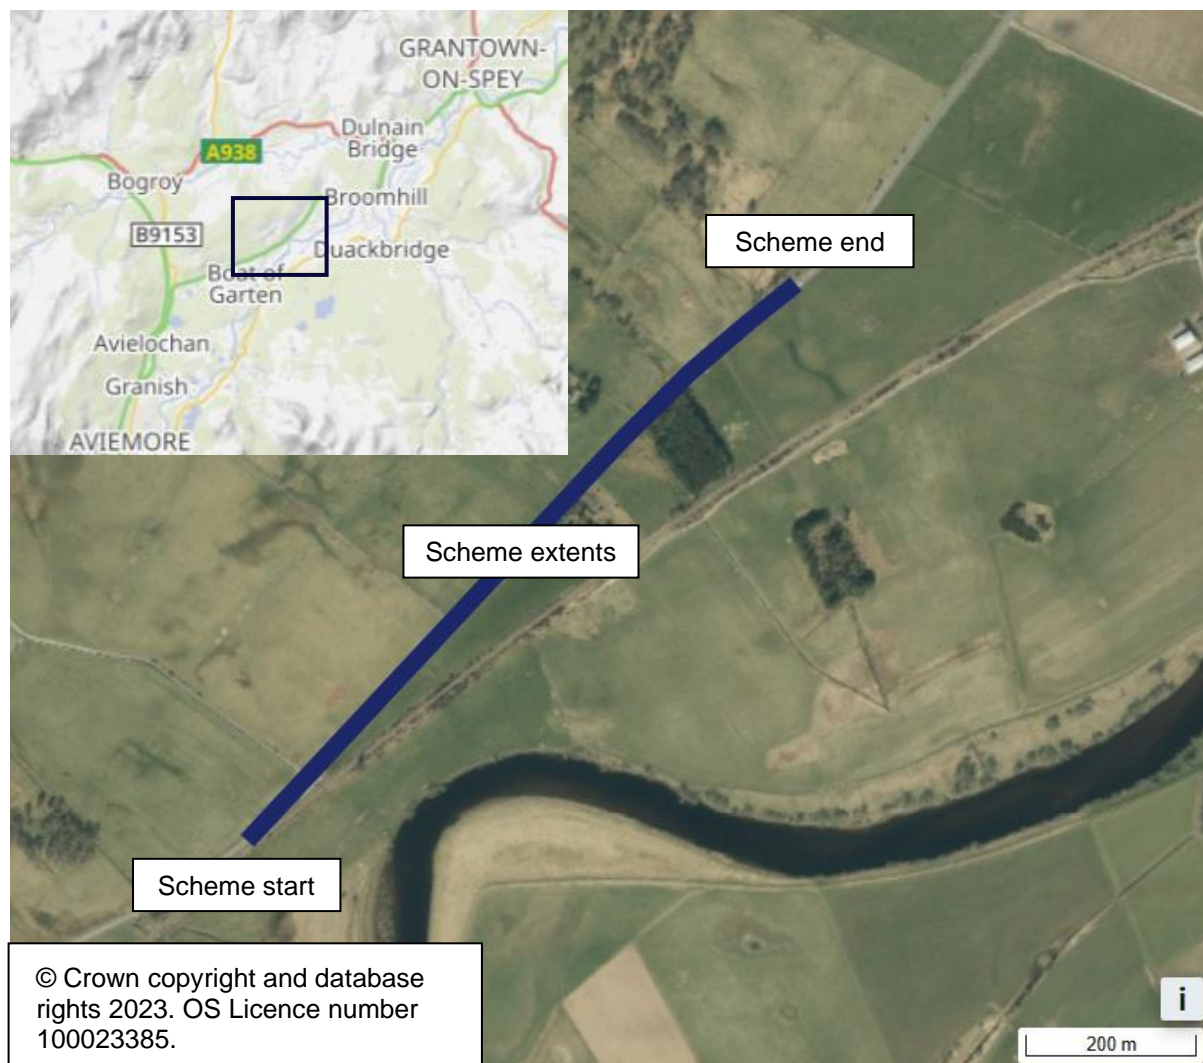 GRANTOWN-
ON-SPEY
Dulnain
Bridge
A938
Bogroy
Broomhill
B9153
Duackbridge
Boat of
Garten
Avielochan
Granish
AVIEMORE
Scheme end
Scheme extents
Scheme start
© Crown copyright and database
rights 2023. OS Licence number
100023385.
i
200 m